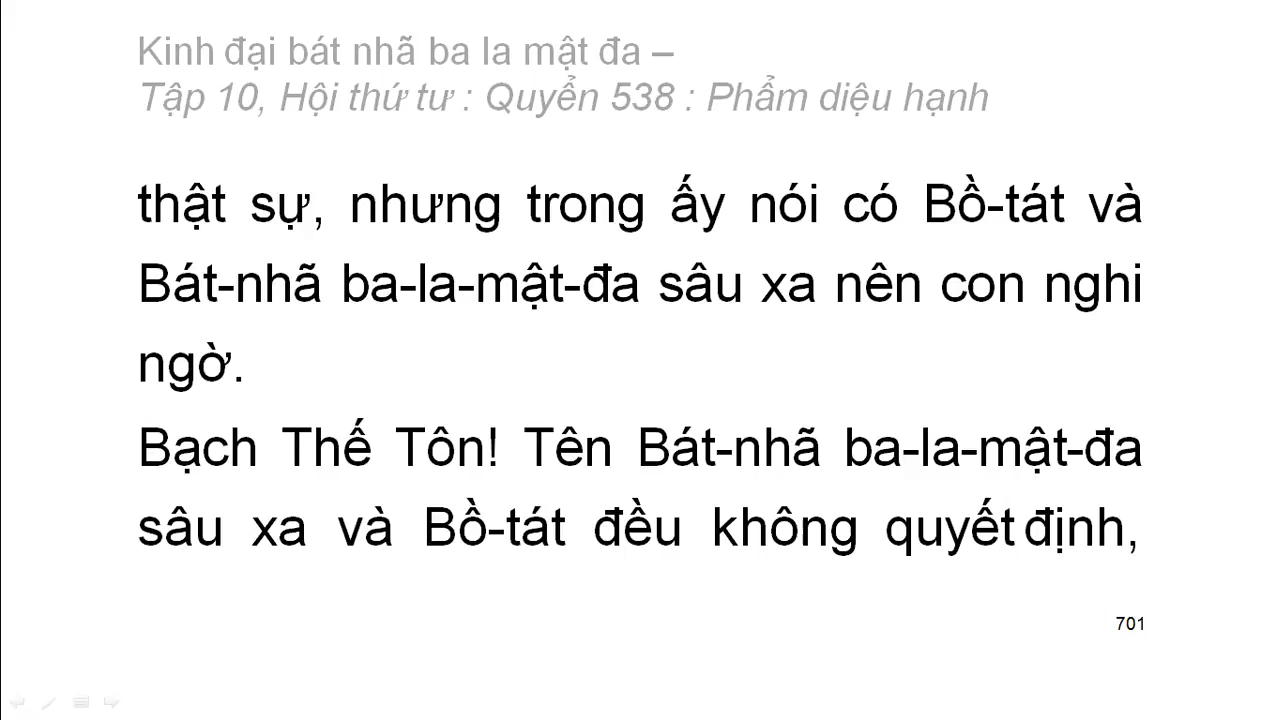 Kinh đại bát nhã ba la mật đa –
Tập 10, Hội thứ tư : Quyển 538 : Phẩm diệu hạnh
thật sự, nhưng trong ấy nói có Bồ-tát và
Bát-nhã ba-la-mật-đa sâu xa nên con nghi
ngờ.
Bạch Thế Tôn! Tên Bát-nhã ba-la-mật-đa
sâu xa và Bồ-tát đều không quyết định,
701